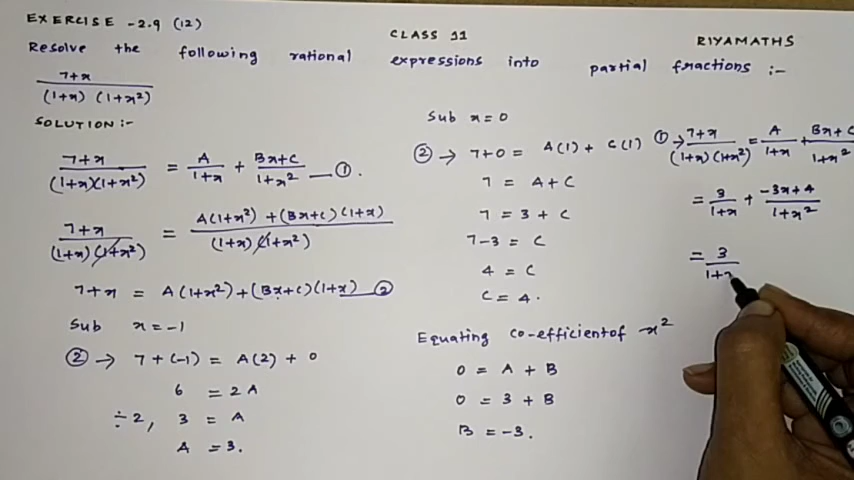 EXERCISE -2.9 (12)
CLASS 11
RIYAMATHS
Resolve the following rational expressions into partial fractions :-
7+x / (1+x) (1+x²)
SOLUTION:-
7+x / (1+x)(1+x²) = A / 1+x + Bx+C / 1+x² — ①.
7+x / (1+x)(1+x²) = A(1+x²) + (Bx+C)(1+x) / (1+x)(1+x²)
7+x = A(1+x²)+(Bx+C)(1+x) — ②
Sub x=-1
② → 7+(-1) = A(2) + 0
6 = 2A
÷2, 3 = A
A = 3.
Sub x=0
② → 7+0 = A(1)+ C(1)
7 = A+C
7 = 3 + C
7-3 = C
4 = C
C = 4.
Equating co-efficient of x²
0 = A + B
0 = 3 + B
B = -3.
① → 7+x / (1+x)(1+x²) = A / 1+x + Bx+C / 1+x²
= 3 / 1+x + -3x+4 / 1+x²
= 3 / 1+x